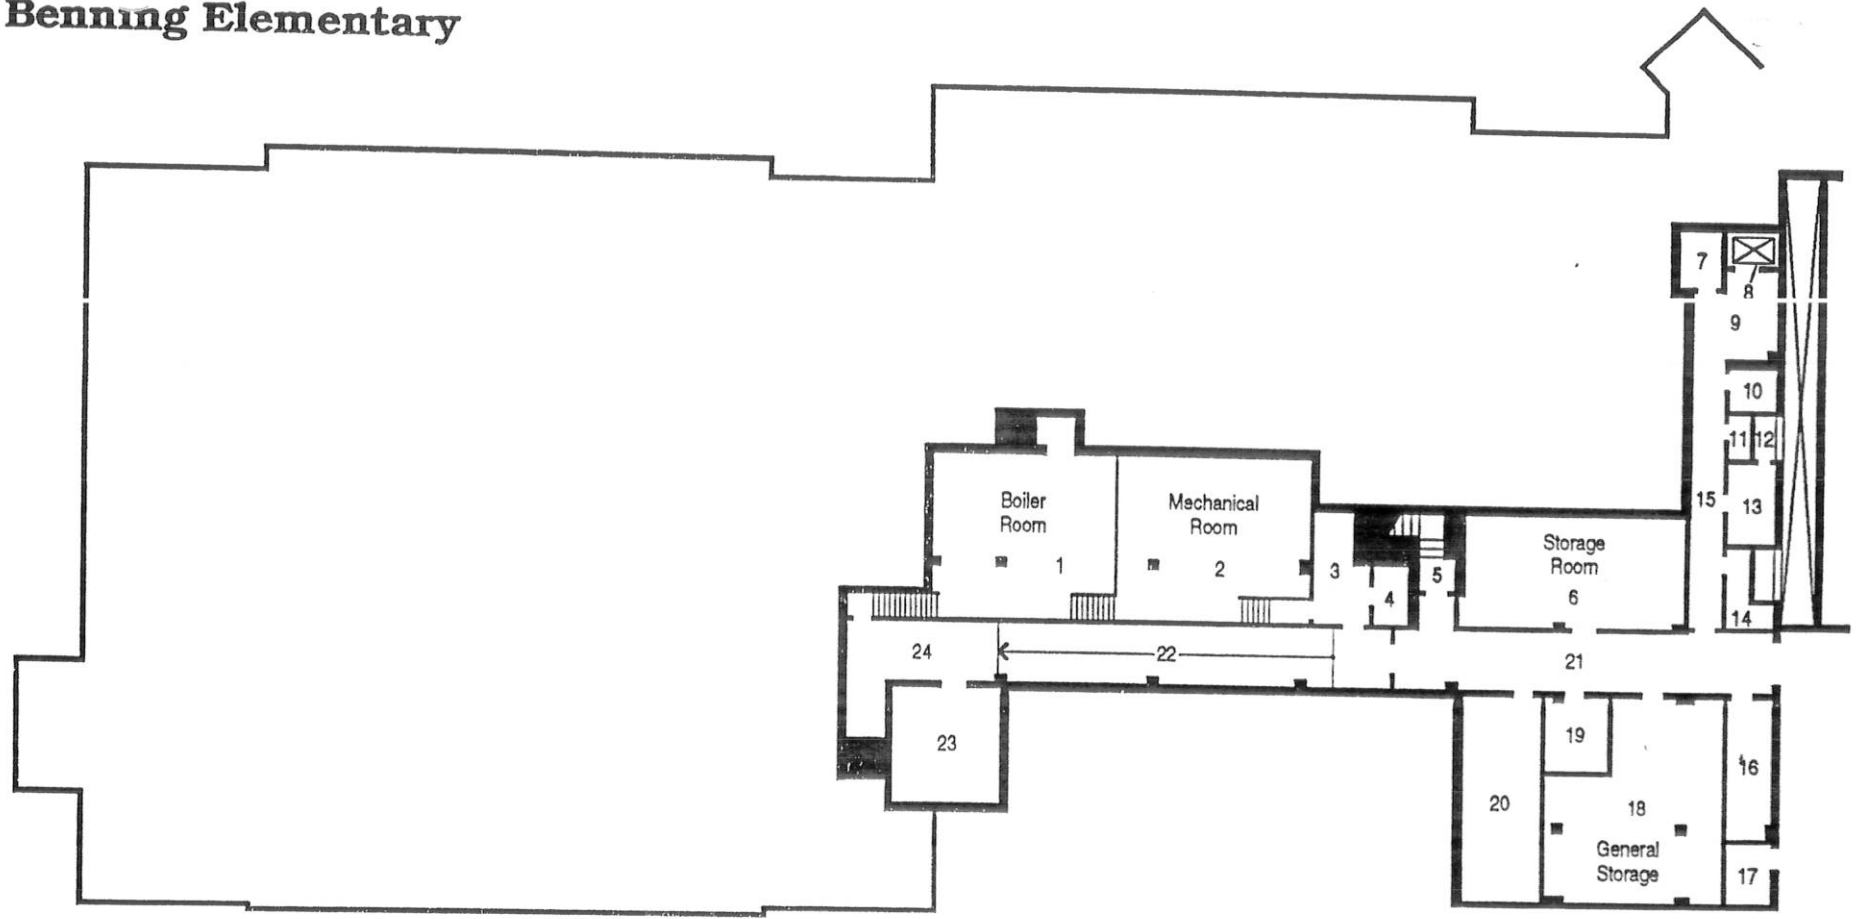 Benning Elementary
7
8
9
10
11 12
13
15
14
Boiler
Room
1
Mechanical
Room
2
3
4
5
Storage
Room
6
24
22
21
23
19
16
20
18
General
Storage
17